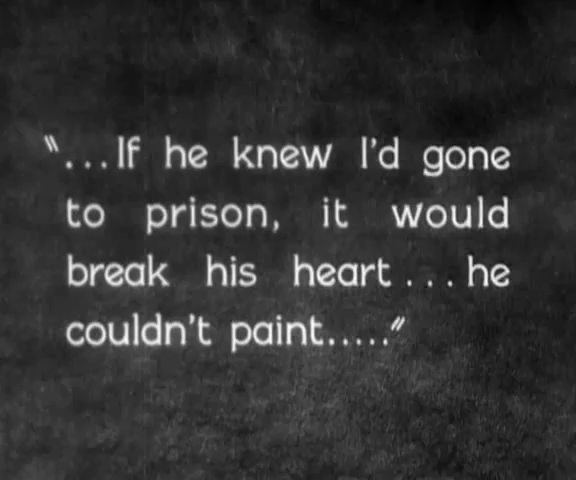 "...If he knew I'd gone
to prison, it would
break his heart...he
couldn't paint....."